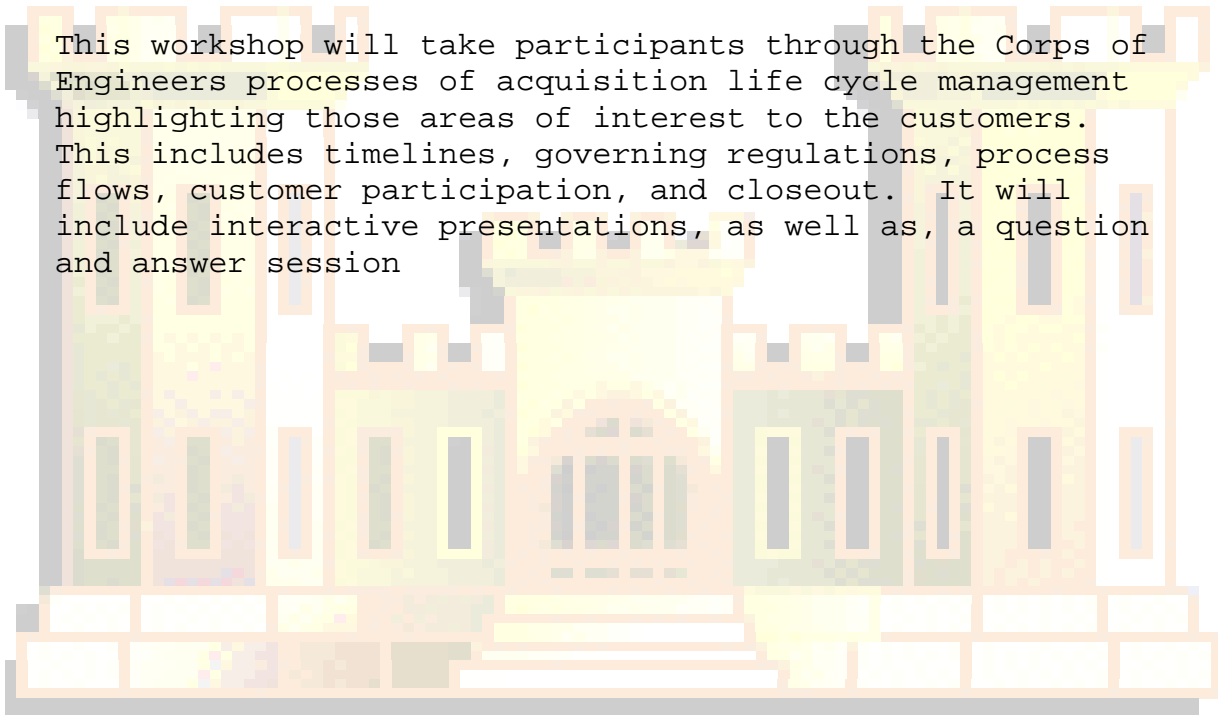 This workshop will take participants through the Corps of
Engineers processes of acquisition life cycle management
highlighting those areas of interest to the customers.
This includes timelines, governing regulations, process
flows, customer participation, and closeout.  It will
include interactive presentations, as well as, a question
and answer session